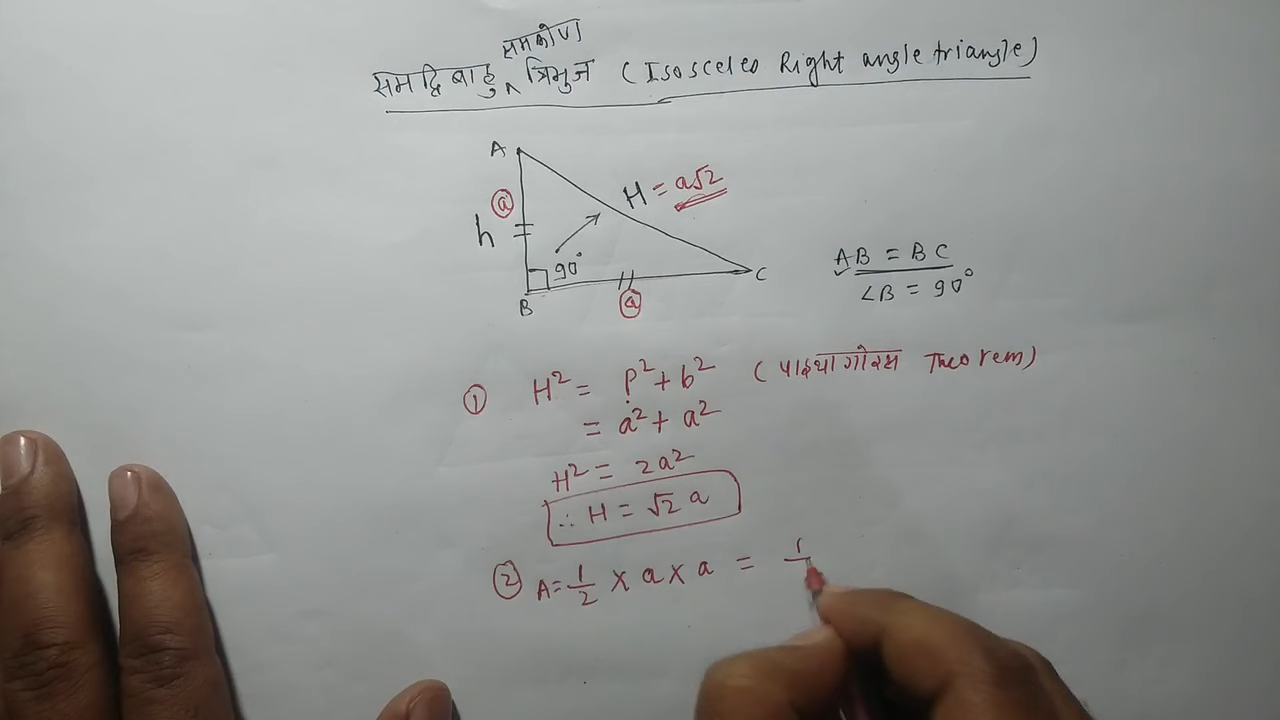 समकोण
समद्विबाहु ^ त्रिभुज (Isosceles Right angle triangle)
A
a
H = a√2
h
90°
B
a
C
AB = BC
∠B = 90°
① H² = P² + b² (पाइथागोरस Theorem)
= a² + a²
H² = 2a²
∴ H = √2 a
② A = 1/2 × a × a = 1/